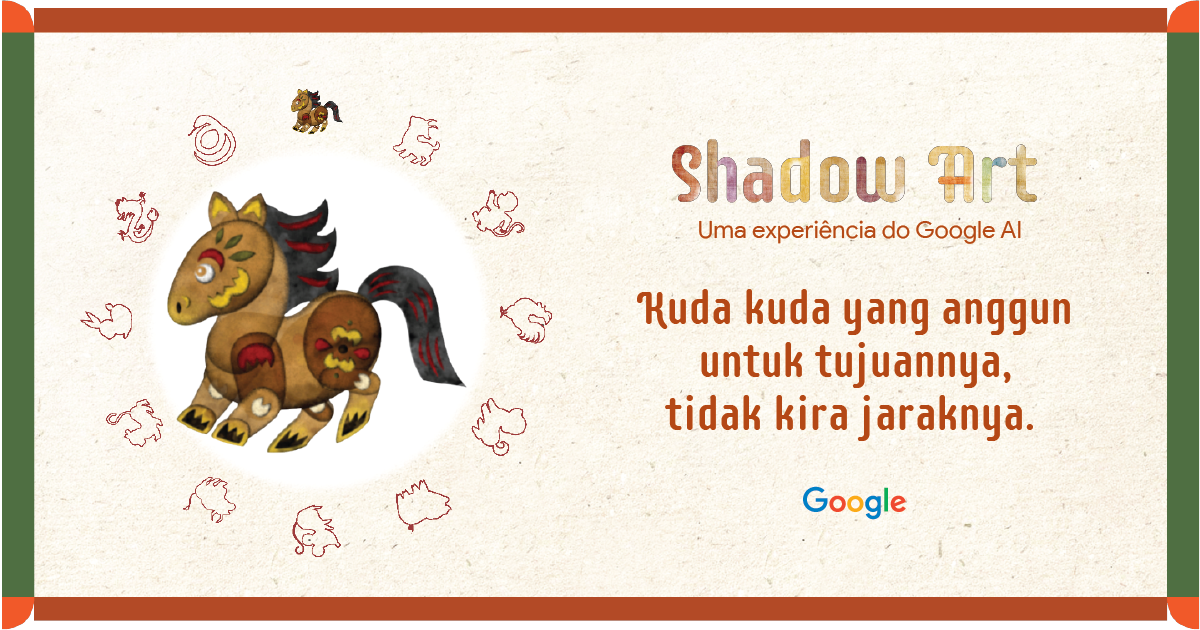 Shadow Art
Uma experiência do Google AI
Kuda kuda yang anggun
untuk tujuannya,
tidak kira jaraknya.
Google